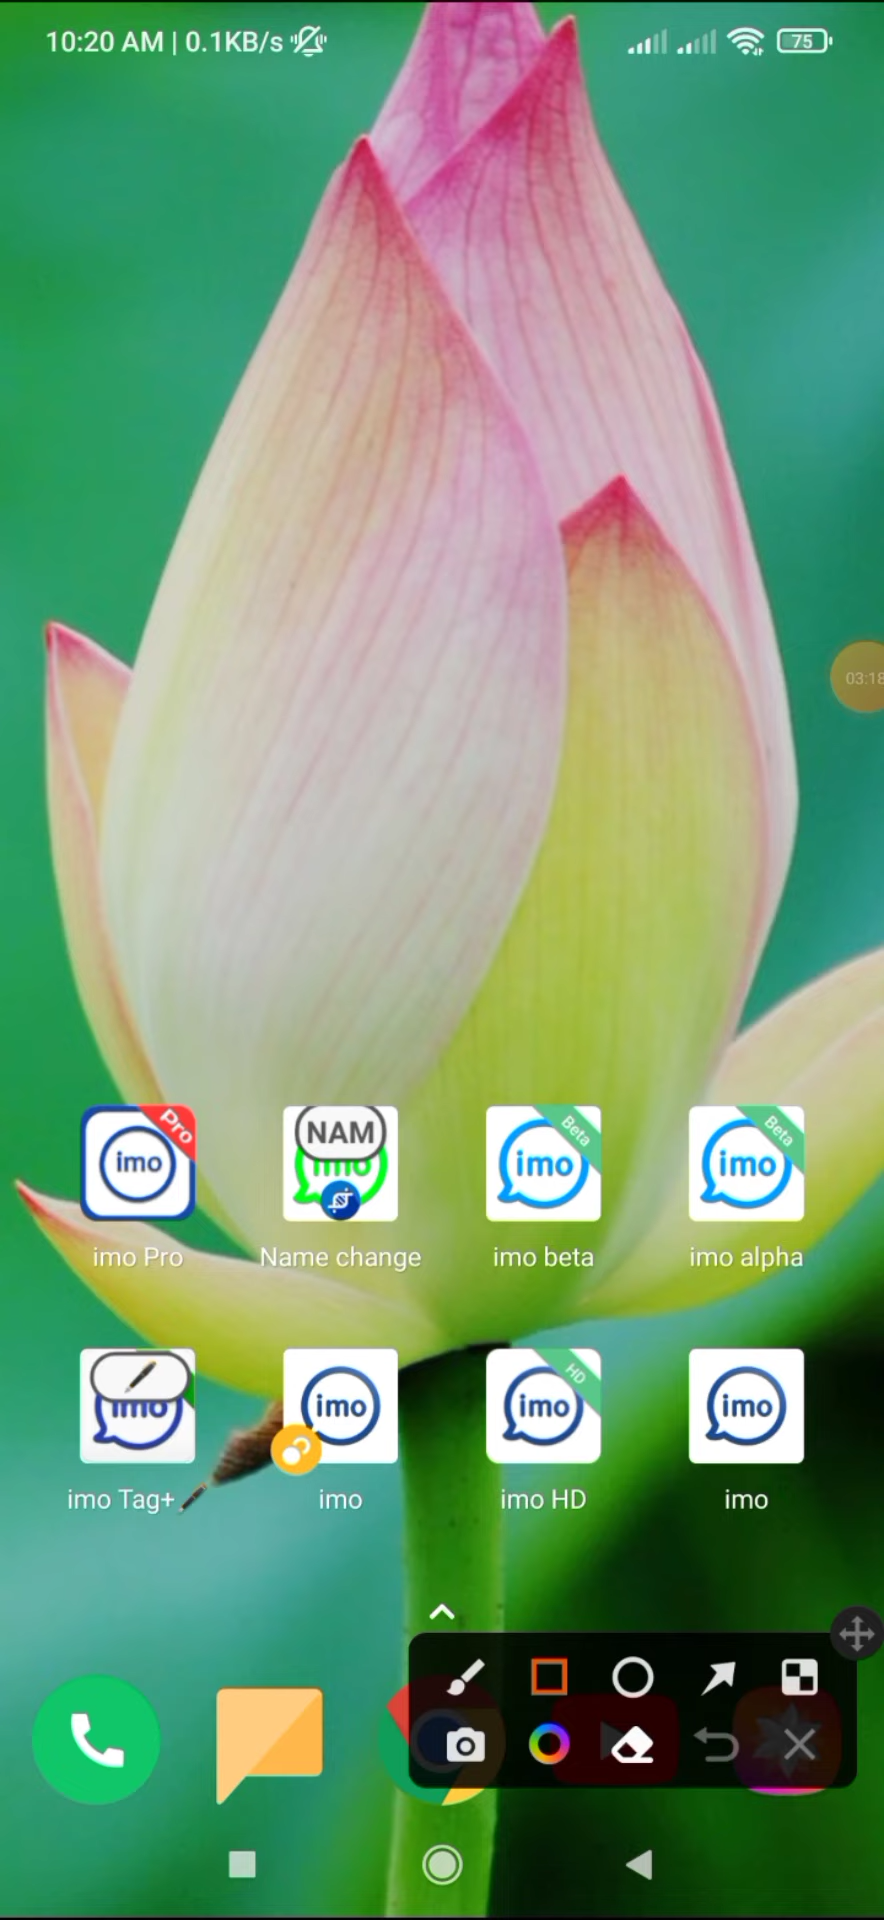 10:20 AM | 0.1KB/s 75
03:18
Pro Beta Beta
imo NAM imo imo
imo Pro Name change imo beta imo alpha
HD
imo imo imo
imo Tag+ imo imo HD imo